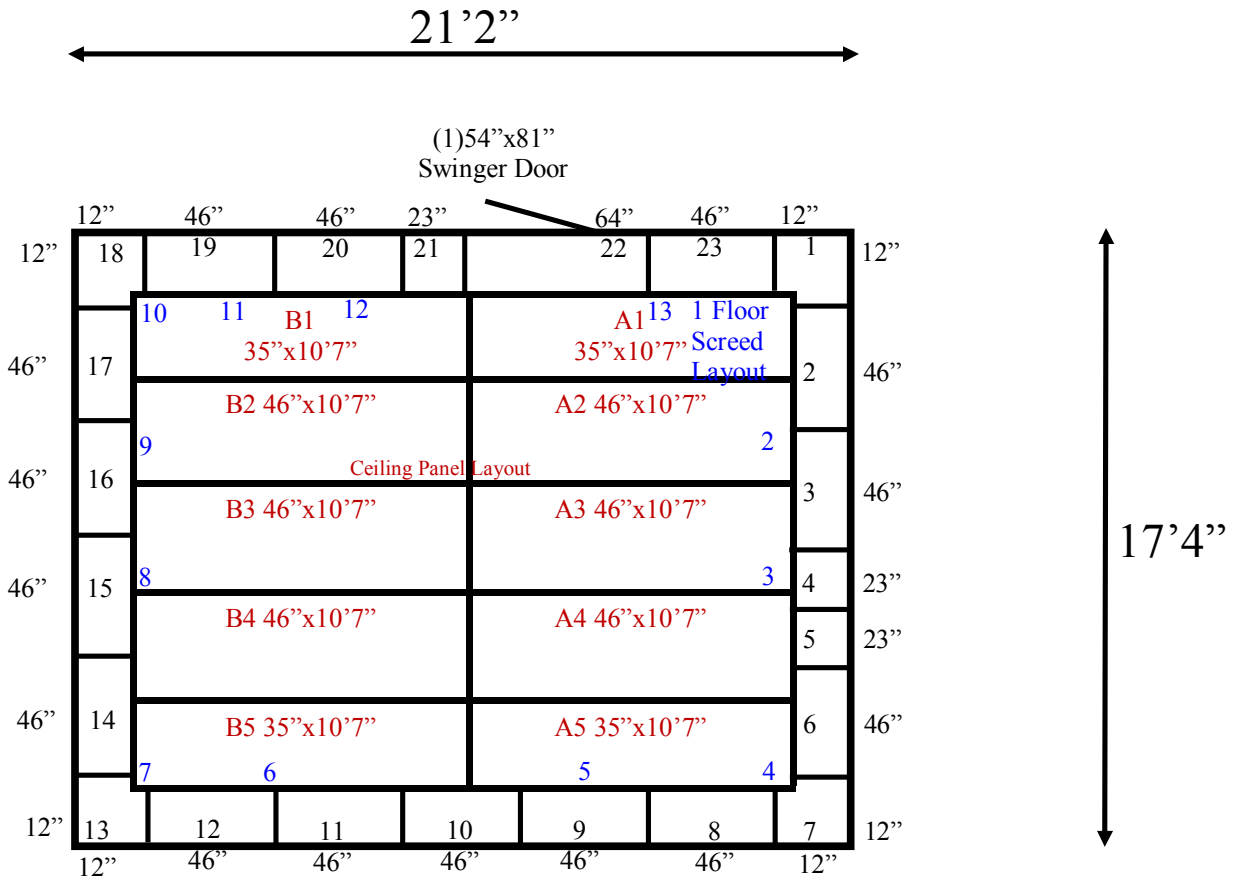 21’2”
(1)54”x81”
Swinger Door
12” 46” 46” 23” 64” 46” 12”
12” 18 19 20 21 22 23 1 12”
10 11 12 13 1 Floor
B1 A1 Screed
35”x10’7” 35”x10’7” Layout
46” 17 2 46”
B2 46”x10’7” A2 46”x10’7”
9 2
Ceiling Panel Layout
46” 16 3 46”
B3 46”x10’7” A3 46”x10’7”
17’4”
8 3
46” 15 4 23”
B4 46”x10’7” A4 46”x10’7”
5 23”
46” 14 B5 35”x10’7” A5 35”x10’7” 6 46”
7 6 5 4
12” 13 12 11 10 9 8 7 12”
12” 46” 46” 46” 46” 46” 12”